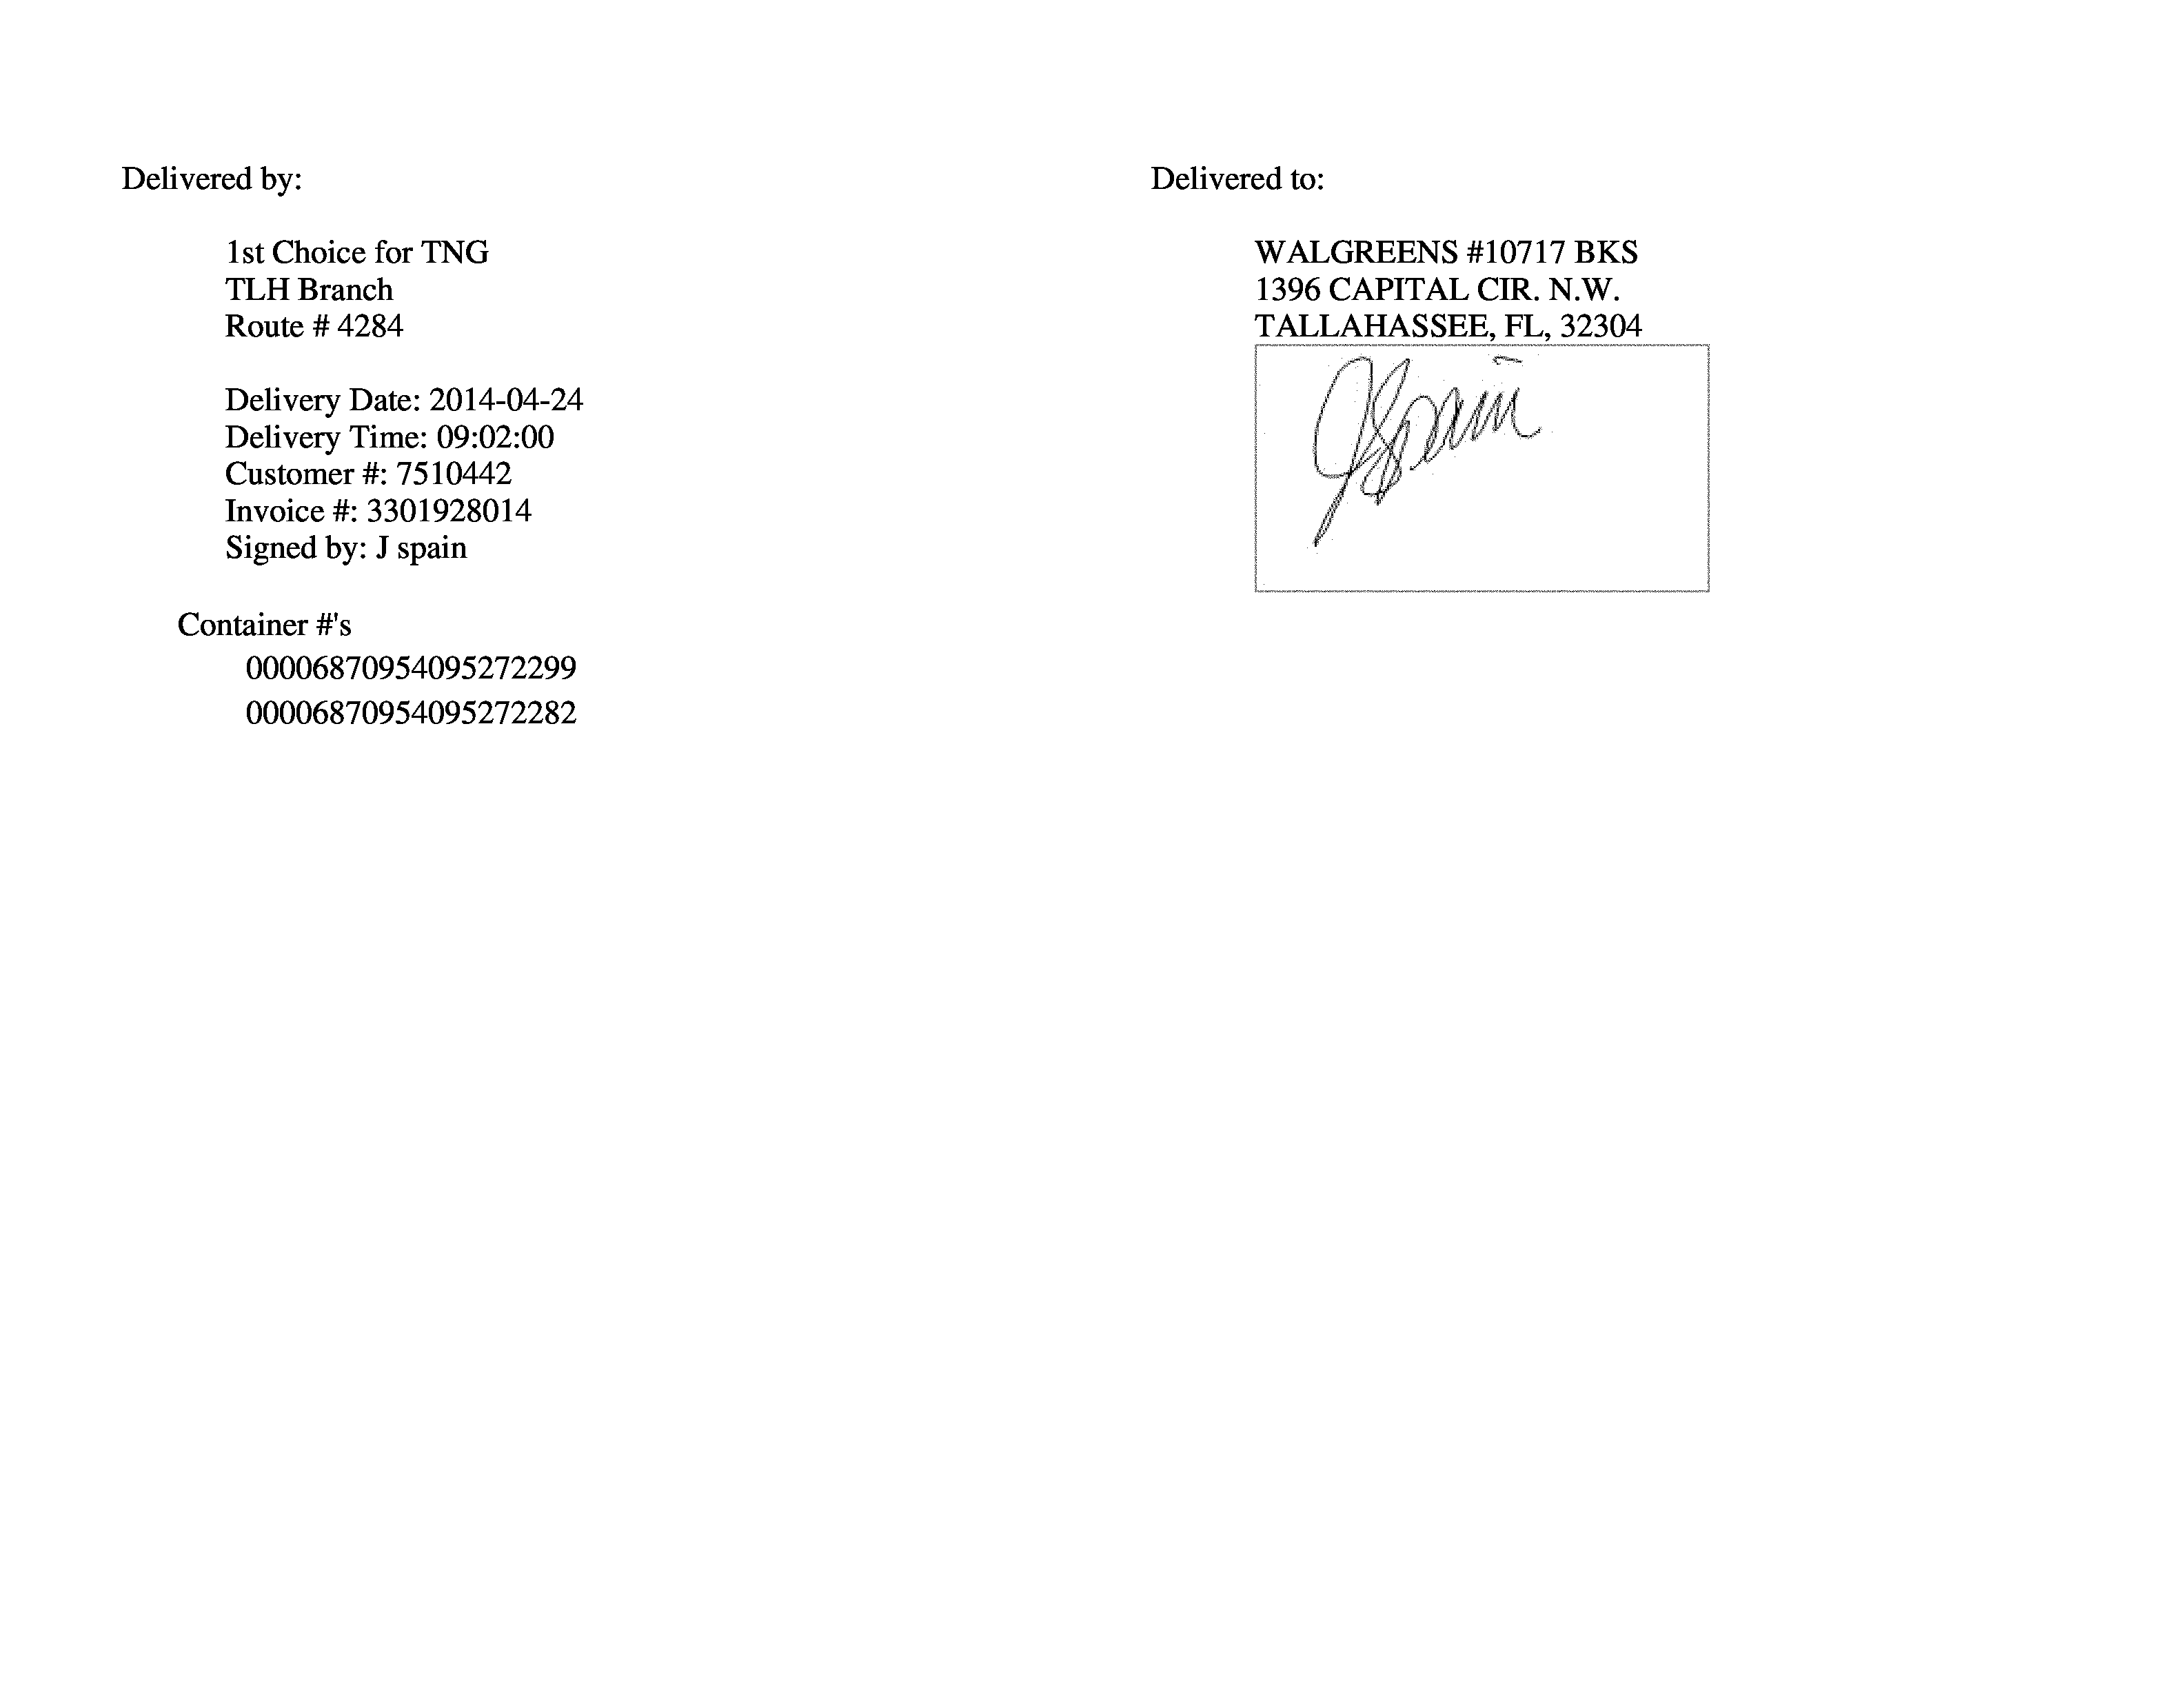 Delivered by:
1st Choice for TNG
TLH Branch
Route # 4284
Delivery Date: 2014-04-24
Delivery Time: 09:02:00
Customer #: 7510442
Invoice #: 3301928014
Signed by: J spain
Container #'s
00006870954095272299
00006870954095272282
Delivered to:
WALGREENS #10717 BKS
1396 CAPITAL CIR. N.W.
TALLAHASSEE, FL, 32304
JSpain